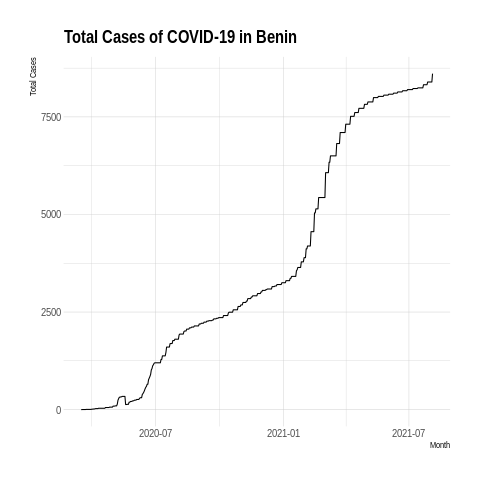 Total Cases of COVID-19 in Benin
Total Cases
7500
5000
2500
0
2020-07 2021-01 2021-07
Month